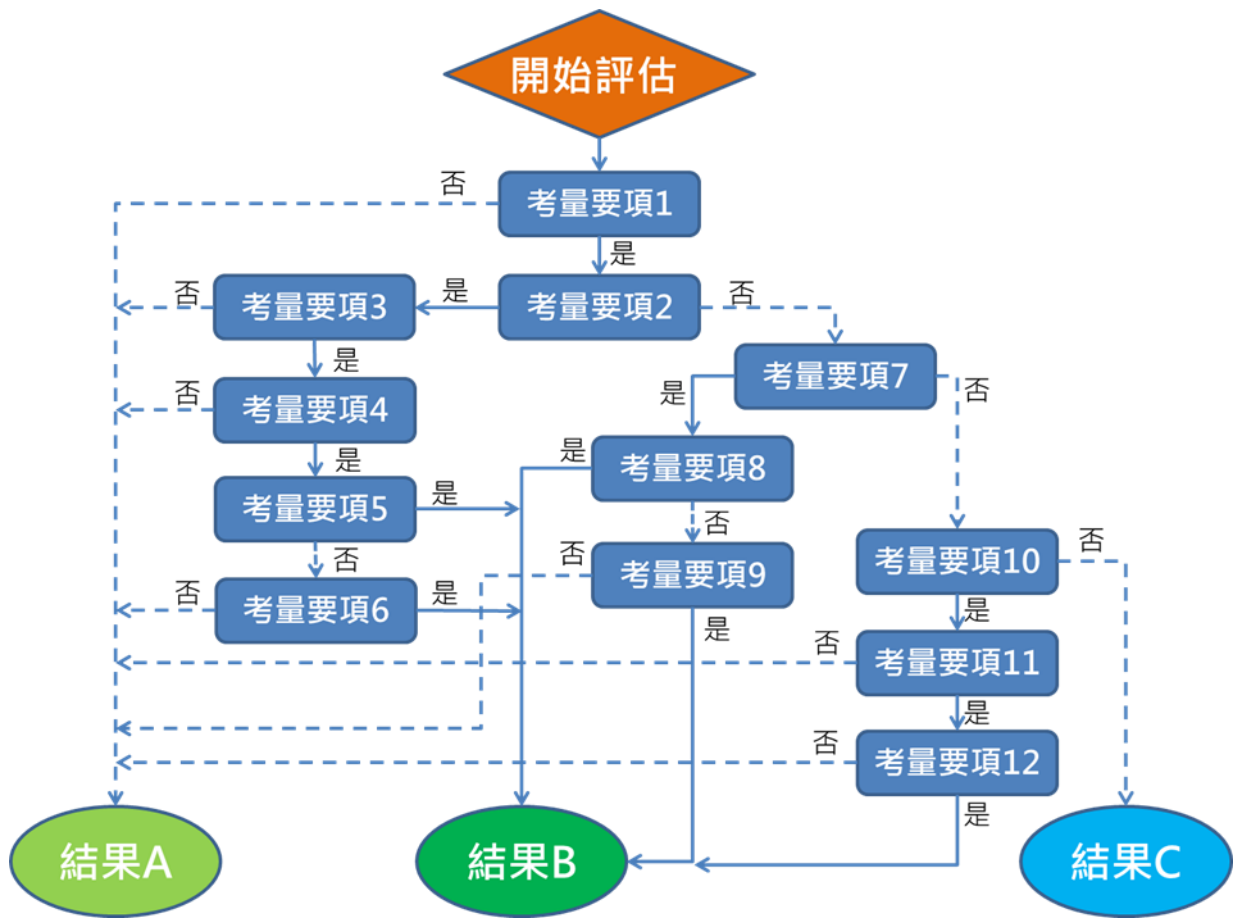 開始評估
否
考量要項1
是
否
考量要項3
是
考量要項2
否
是
考量要項7
否
否
考量要項4
是
是
是
考量要項8
考量要項5
是
否
否
考量要項10
否
否
考量要項9
否
考量要項6
是
是
是
否
考量要項11
是
否
考量要項12
是
結果A
結果B
結果C